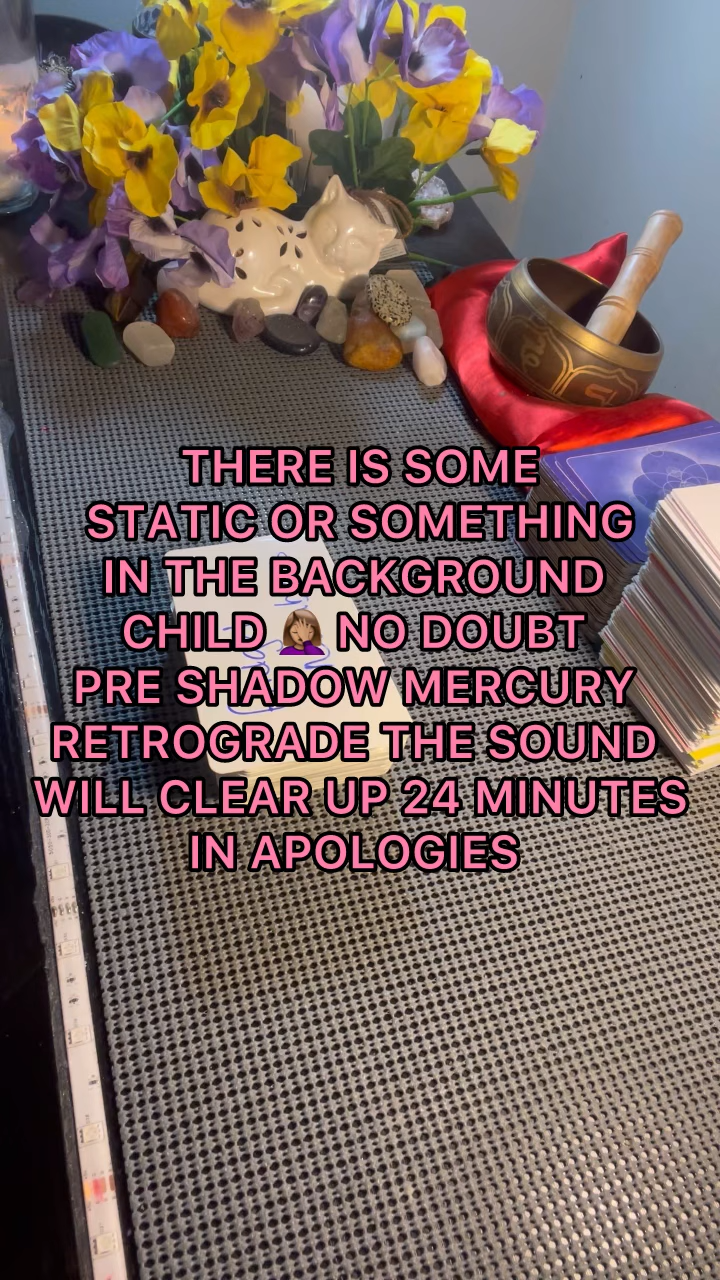 THERE IS SOME
STATIC OR SOMETHING
IN THE BACKGROUND
CHILD 🤦🏽‍♀️ NO DOUBT
PRE SHADOW MERCURY
RETROGRADE THE SOUND
WILL CLEAR UP 24 MINUTES
IN APOLOGIES